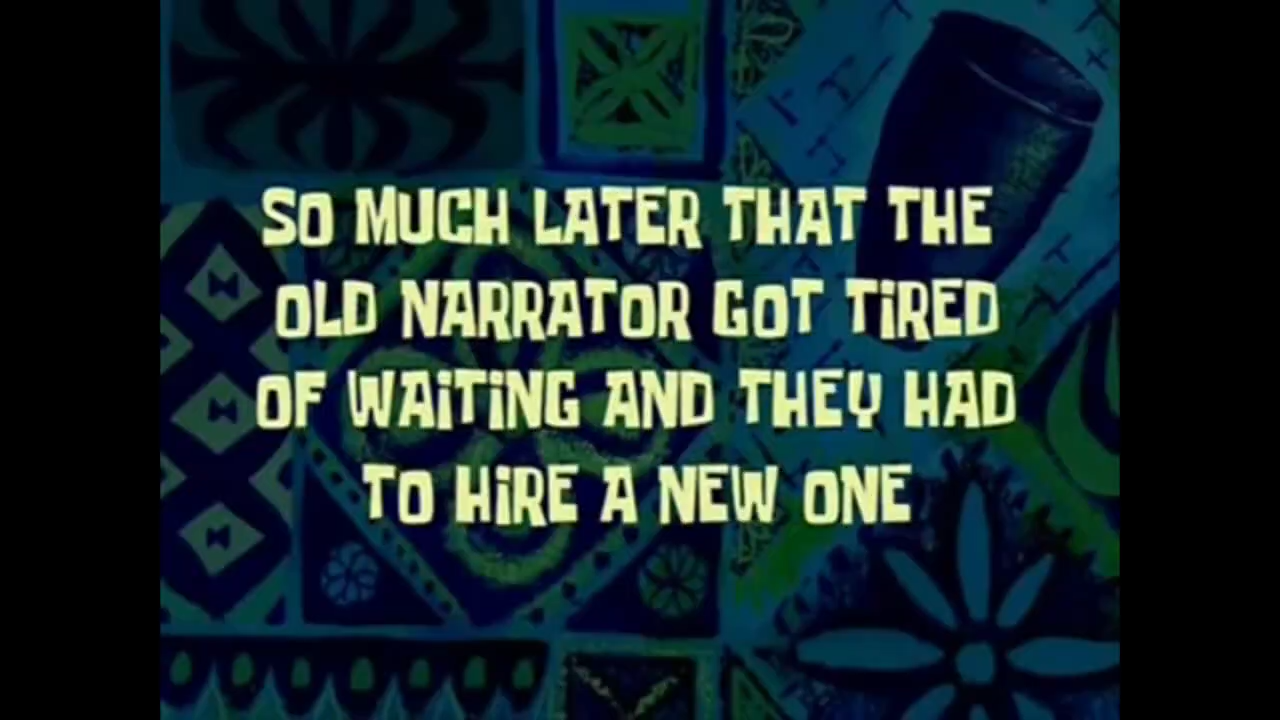 SO MUCH LATER THAT THE
OLD NARRATOR GOT TiRED
OF WAiTiNG AND THEY HAD
TO HiRE A NEW ONE